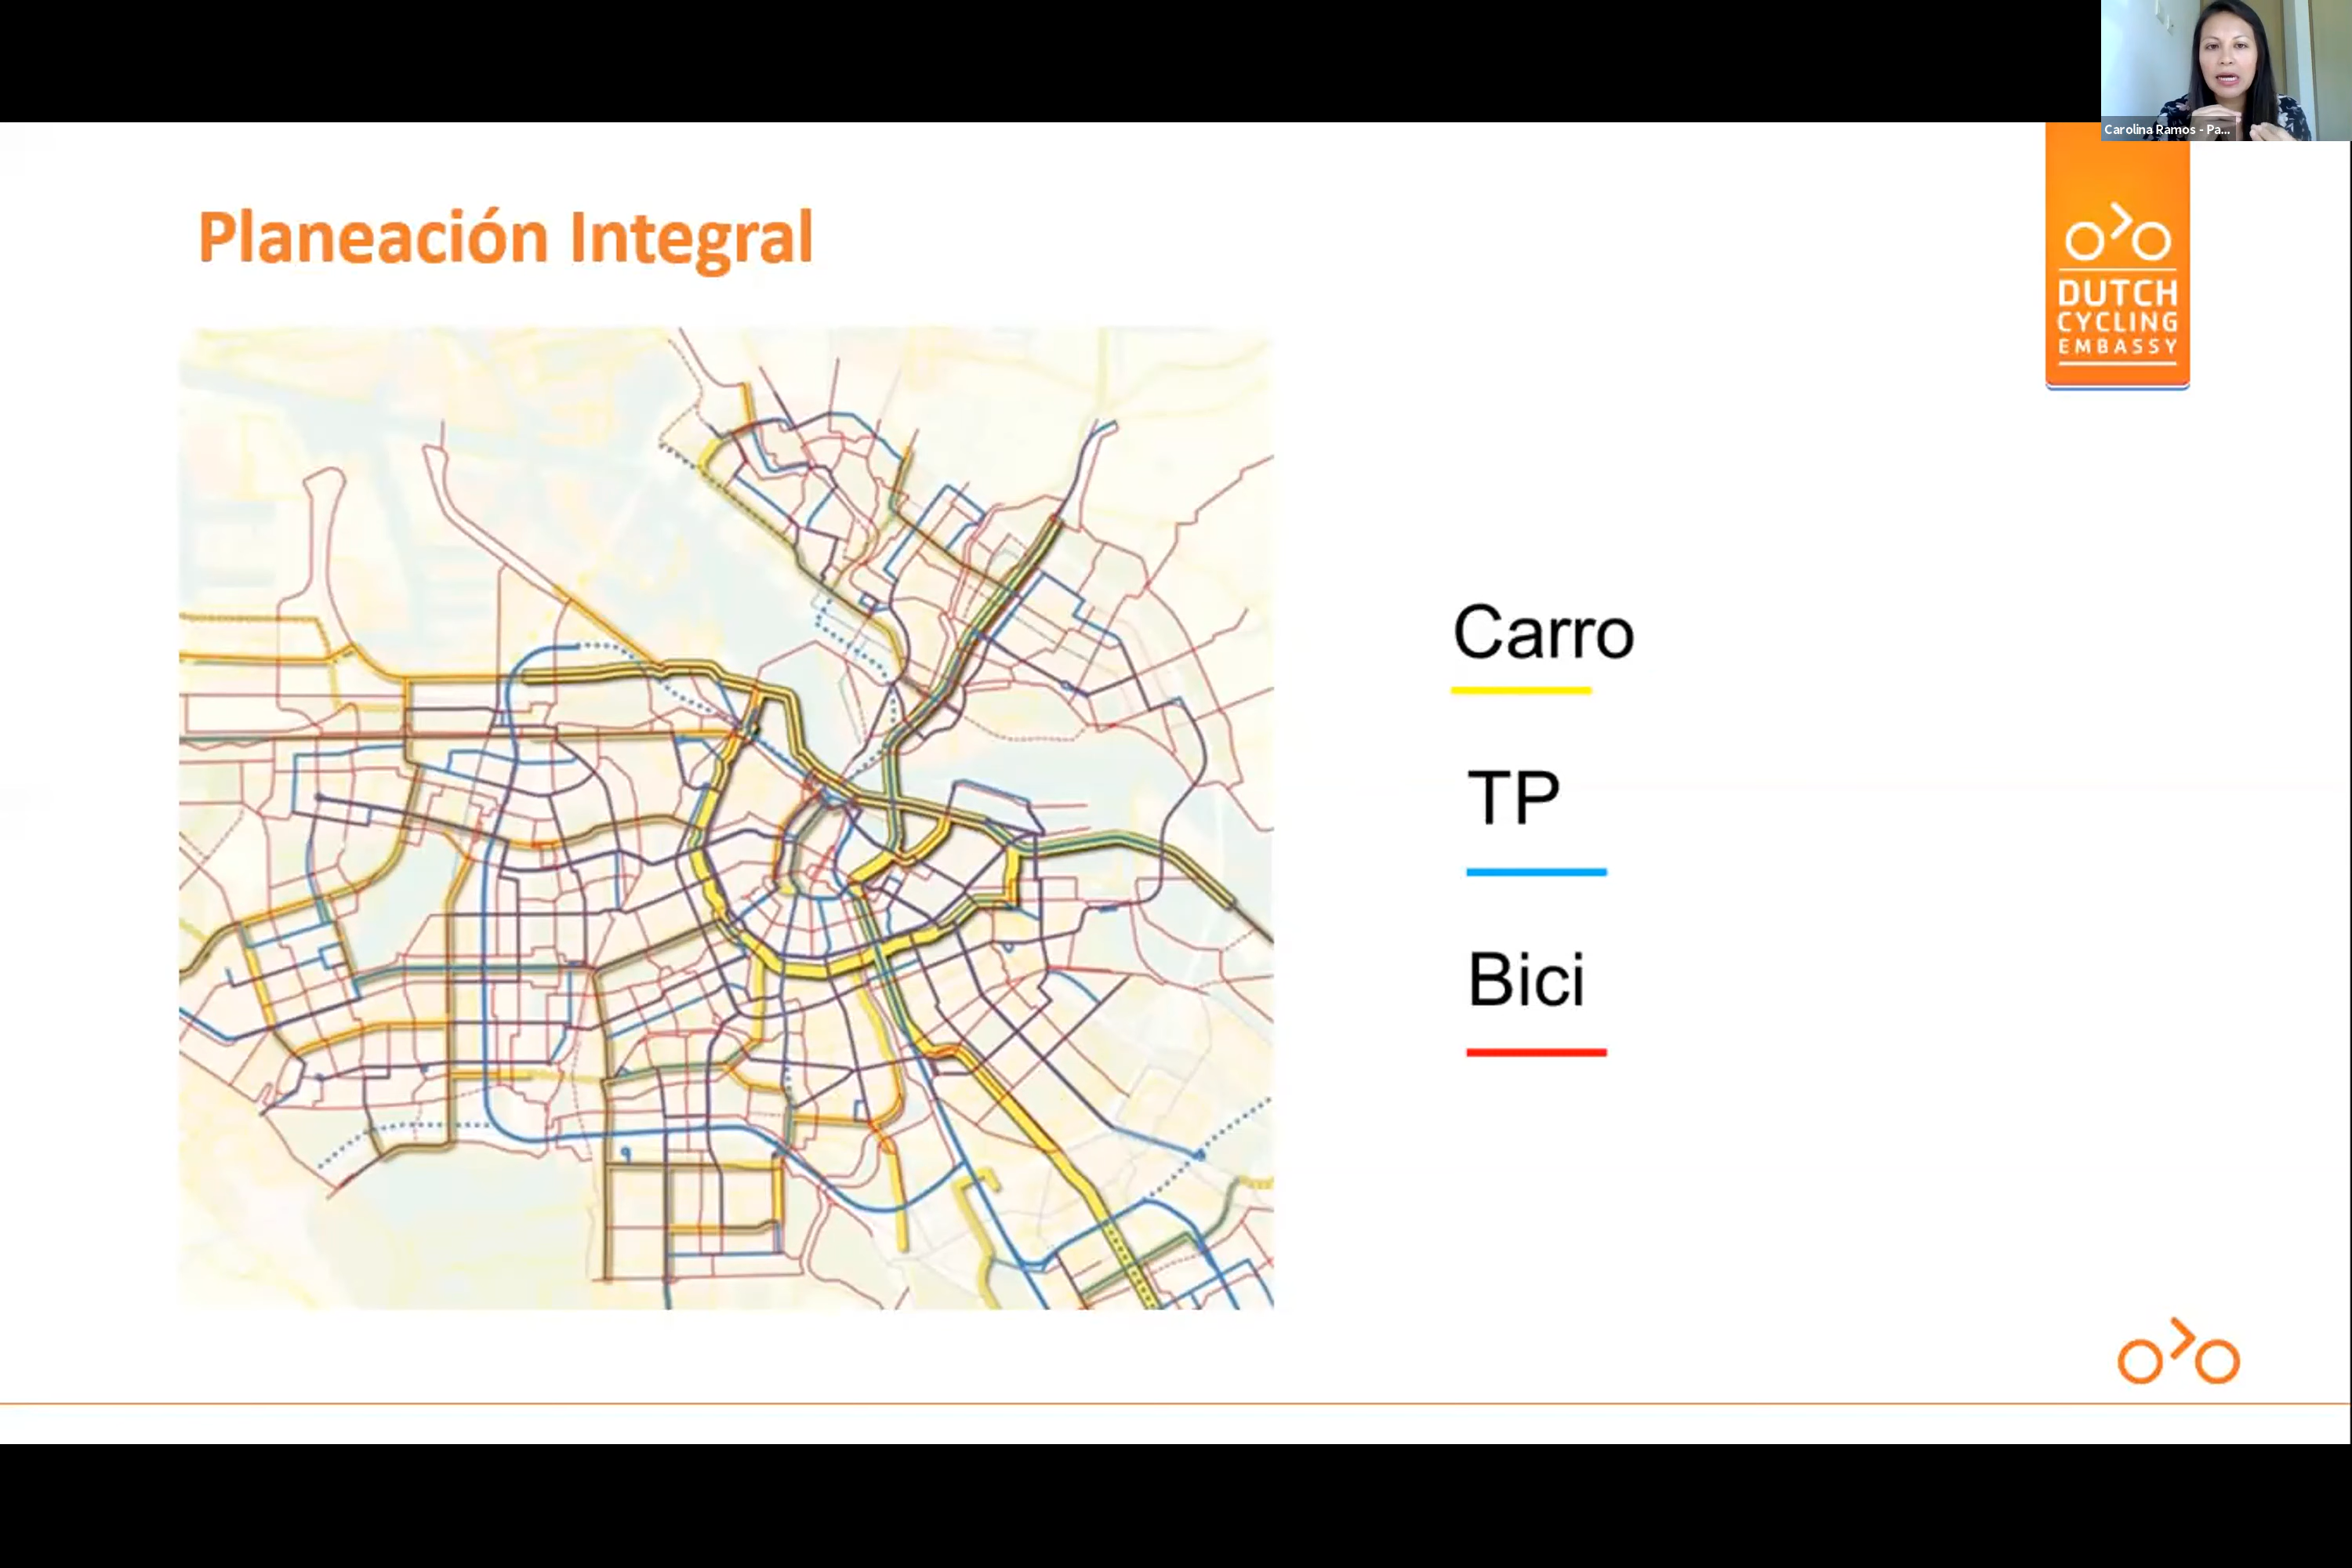 Carolina Ramos - Pa...
Planeación Integral
DUTCH
CYCLING
EMBASSY
Carro
TP
Bici